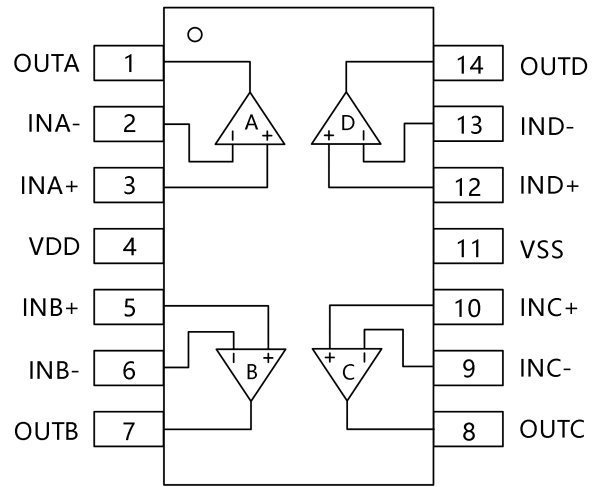 OUTA 1 14 OUTD
A D
INA- 2 - + + - 13 IND-
INA+ 3 12 IND+
VDD 4 11 VSS
INB+ 5 10 INC+
INB- 6 - + + - 9 INC-
B C
OUTB 7 8 OUTC